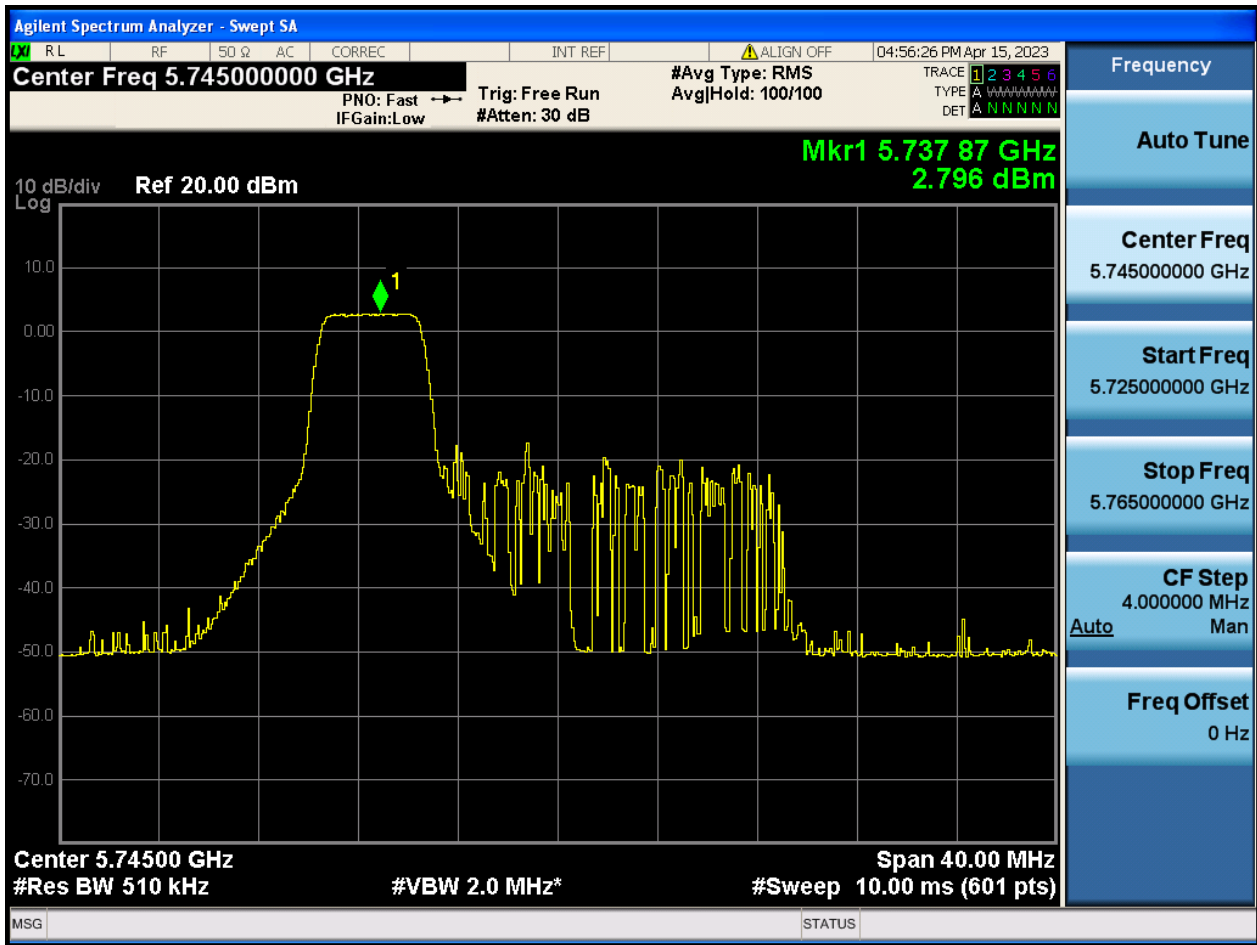 Agilent Spectrum Analyzer - Swept SA
LXI RL RF 50 Ω AC CORREC INT REF ALIGN OFF 04:56:26 PM Apr 15, 2023
Center Freq 5.745000000 GHz
PNO: Fast
IFGain:Low
Trig: Free Run
#Atten: 30 dB
#Avg Type: RMS
Avg|Hold: 100/100
TRACE 1 2 3 4 5 6
TYPE A WWWWW
DET A N N N N N
Mkr1 5.737 87 GHz
2.796 dBm
10 dB/div Ref 20.00 dBm
Log
10.0
0.00
-10.0
-20.0
-30.0
-40.0
-50.0
-60.0
-70.0
1
Center 5.74500 GHz Span 40.00 MHz
#Res BW 510 kHz #VBW 2.0 MHz* #Sweep 10.00 ms (601 pts)
MSG STATUS
Frequency
Auto Tune
Center Freq
5.745000000 GHz
Start Freq
5.725000000 GHz
Stop Freq
5.765000000 GHz
CF Step
4.000000 MHz
Auto Man
Freq Offset
0 Hz